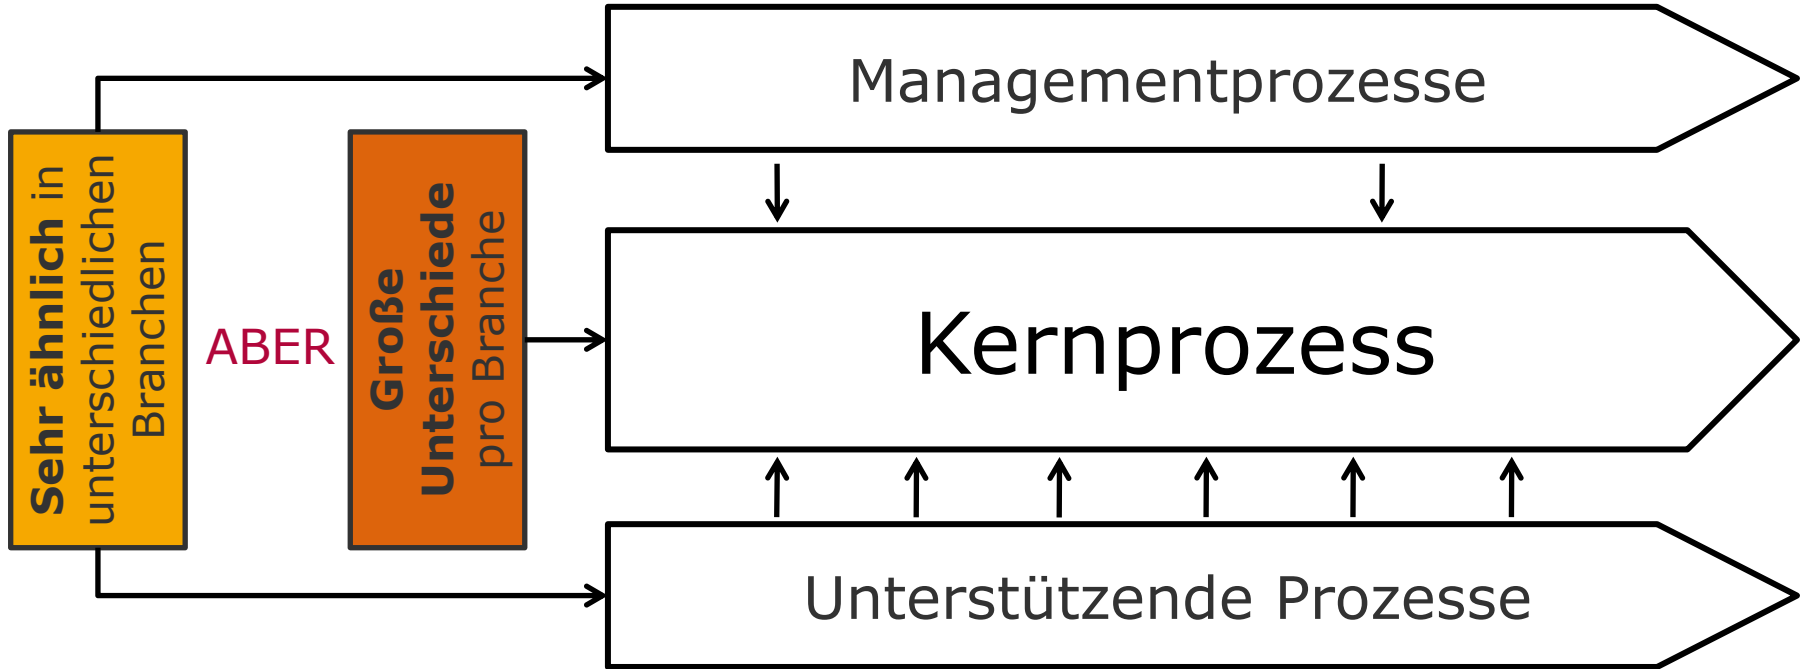 Managementprozesse
Sehr ähnlich in
unterschiedlichen
Branchen
ABER
Große
Unterschiede
pro Branche
Kernprozess
Unterstützende Prozesse